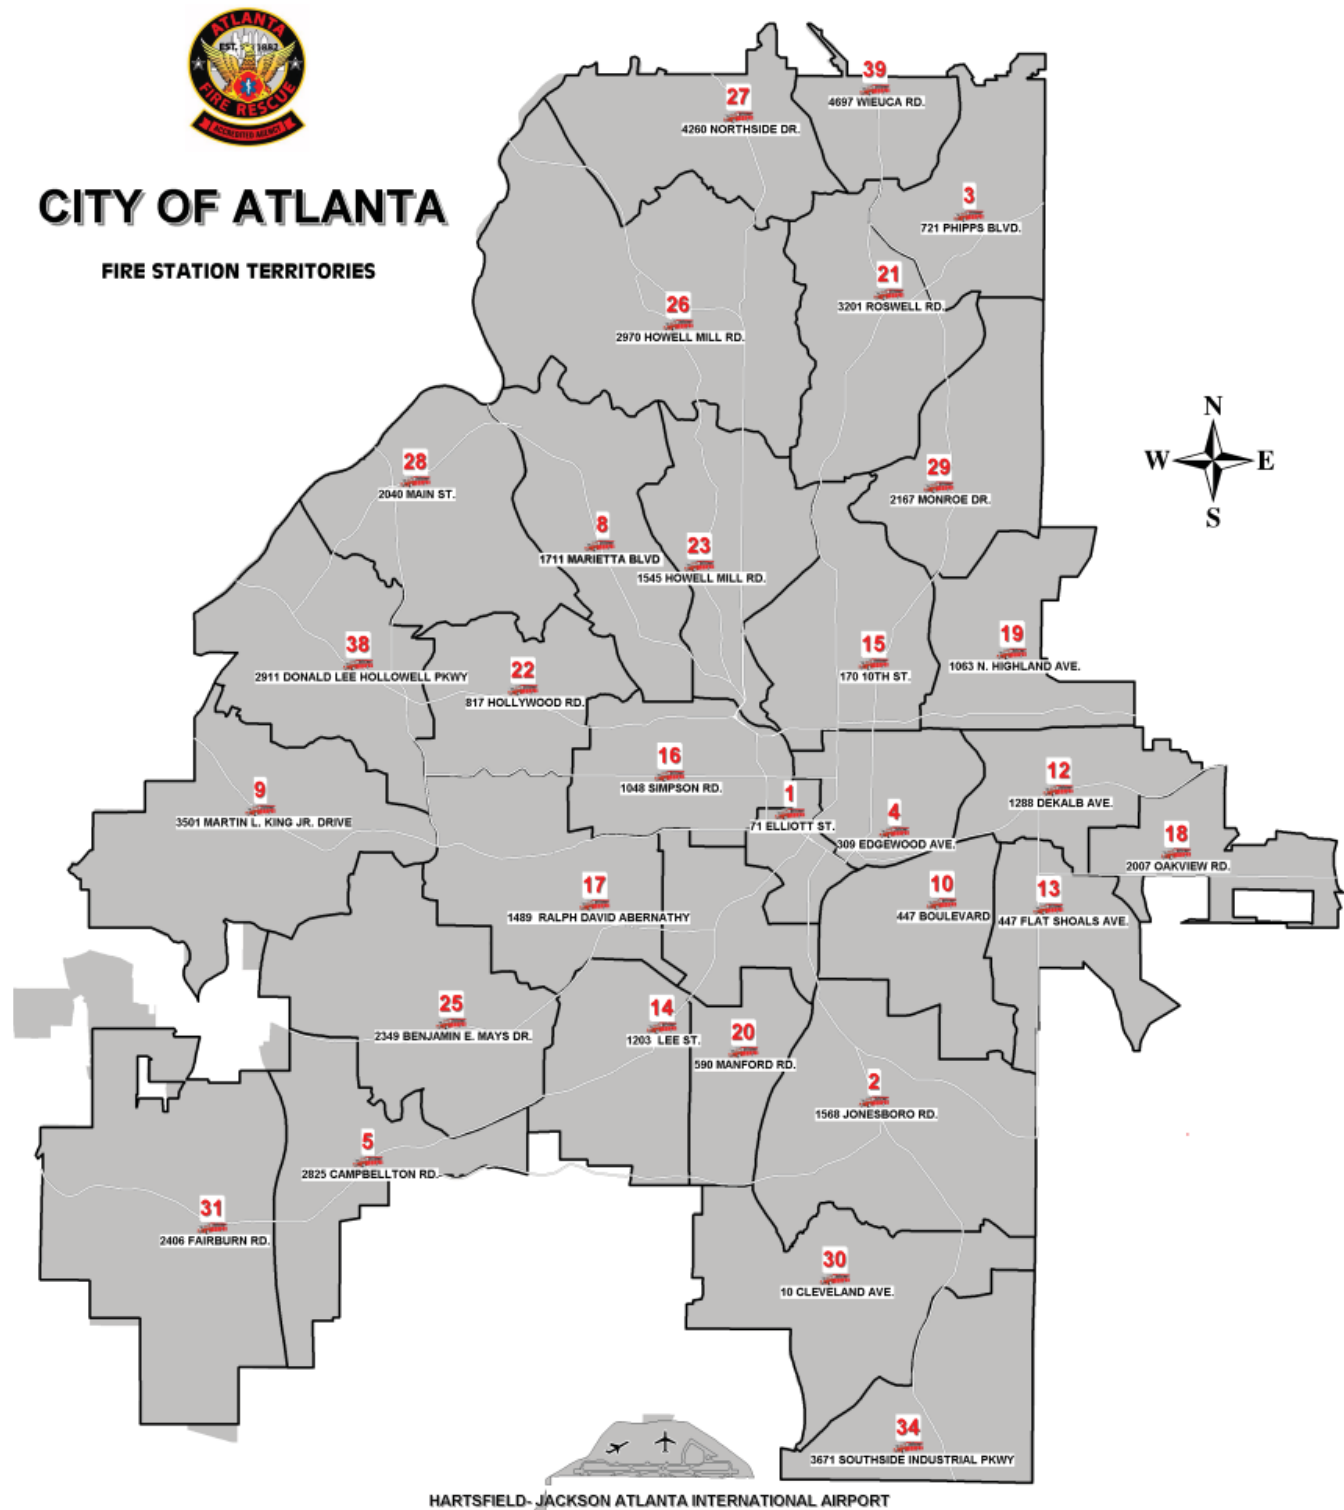 ATLANTA
EST. 1882
FIRE RESCUE
ACCREDITED AGENCY
CITY OF ATLANTA
FIRE STATION TERRITORIES
39
4697 WIEUCA RD.
27
4260 NORTHSIDE DR.
3
721 PHIPPS BLVD.
21
3201 ROSWELL RD.
26
2970 HOWELL MILL RD.
N
W E
S
28
2040 MAIN ST.
29
2167 MONROE DR.
8
1711 MARIETTA BLVD
23
1545 HOWELL MILL RD.
38
2911 DONALD LEE HOLLOWELL PKWY
22
817 HOLLYWOOD RD.
15
170 10TH ST.
19
1063 N. HIGHLAND AVE.
16
1048 SIMPSON RD.
12
1288 DEKALB AVE.
9
3501 MARTIN L. KING JR. DRIVE
1
71 ELLIOTT ST.
4
309 EDGEWOOD AVE.
18
2007 OAKVIEW RD.
17
1489 RALPH DAVID ABERNATHY
10
447 BOULEVARD
13
447 FLAT SHOALS AVE.
25
2349 BENJAMIN E. MAYS DR.
14
1203 LEE ST.
20
590 MANFORD RD.
2
1568 JONESBORO RD.
5
2825 CAMPBELLTON RD.
31
2406 FAIRBURN RD.
30
10 CLEVELAND AVE.
34
3671 SOUTHSIDE INDUSTRIAL PKWY
HARTSFIELD- JACKSON ATLANTA INTERNATIONAL AIRPORT